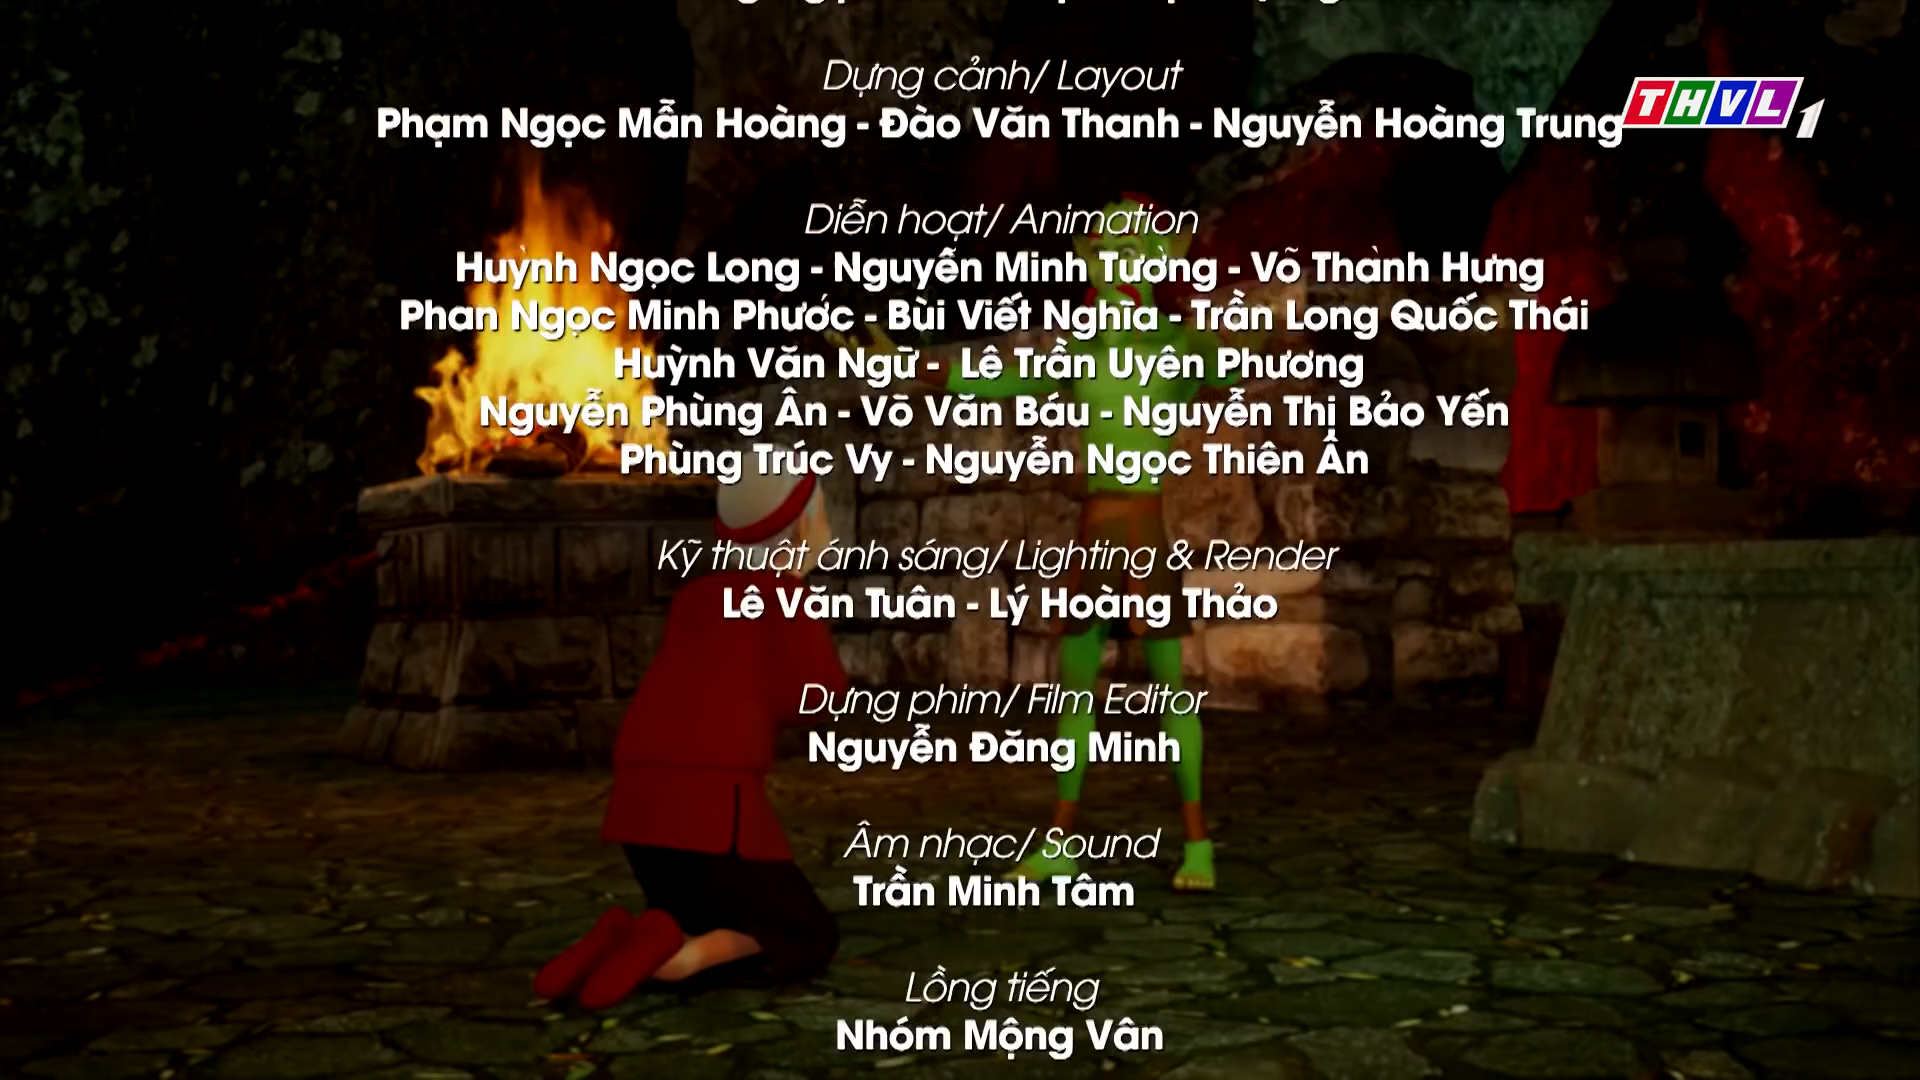 Dựng cảnh/ Layout
Phạm Ngọc Mẫn Hoàng - Đào Văn Thanh - Nguyễn Hoàng Trung
THVL1
Diễn hoạt/ Animation
Huỳnh Ngọc Long - Nguyễn Minh Tường - Võ Thành Hưng
Phan Ngọc Minh Phước - Bùi Viết Nghĩa - Trần Long Quốc Thái
Huỳnh Văn Ngữ - Lê Trần Uyên Phương
Nguyễn Phùng Ân - Võ Văn Báu - Nguyễn Thị Bảo Yến
Phùng Trúc Vy - Nguyễn Ngọc Thiên Ân
Kỹ thuật ánh sáng/ Lighting & Render
Lê Văn Tuân - Lý Hoàng Thảo
Dựng phim/ Film Editor
Nguyễn Đăng Minh
Âm nhạc/ Sound
Trần Minh Tâm
Lồng tiếng
Nhóm Mộng Vân